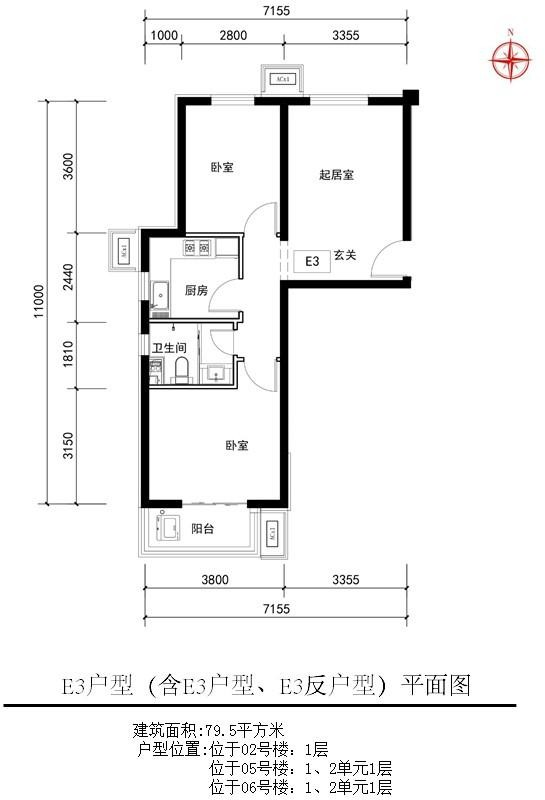 7155
1000 2800 3355
N
ACx1
3600
卧室
起居室
ACx1
2440
E3
玄关
厨房
11000
1810
卫生间
3150
卧室
阳台
ACx1
3800 3355
7155
E3户型（含E3户型、E3反户型）平面图
建筑面积:79.5平方米
户型位置:位于02号楼：1层
位于05号楼：1、2单元1层
位于06号楼：1、2单元1层